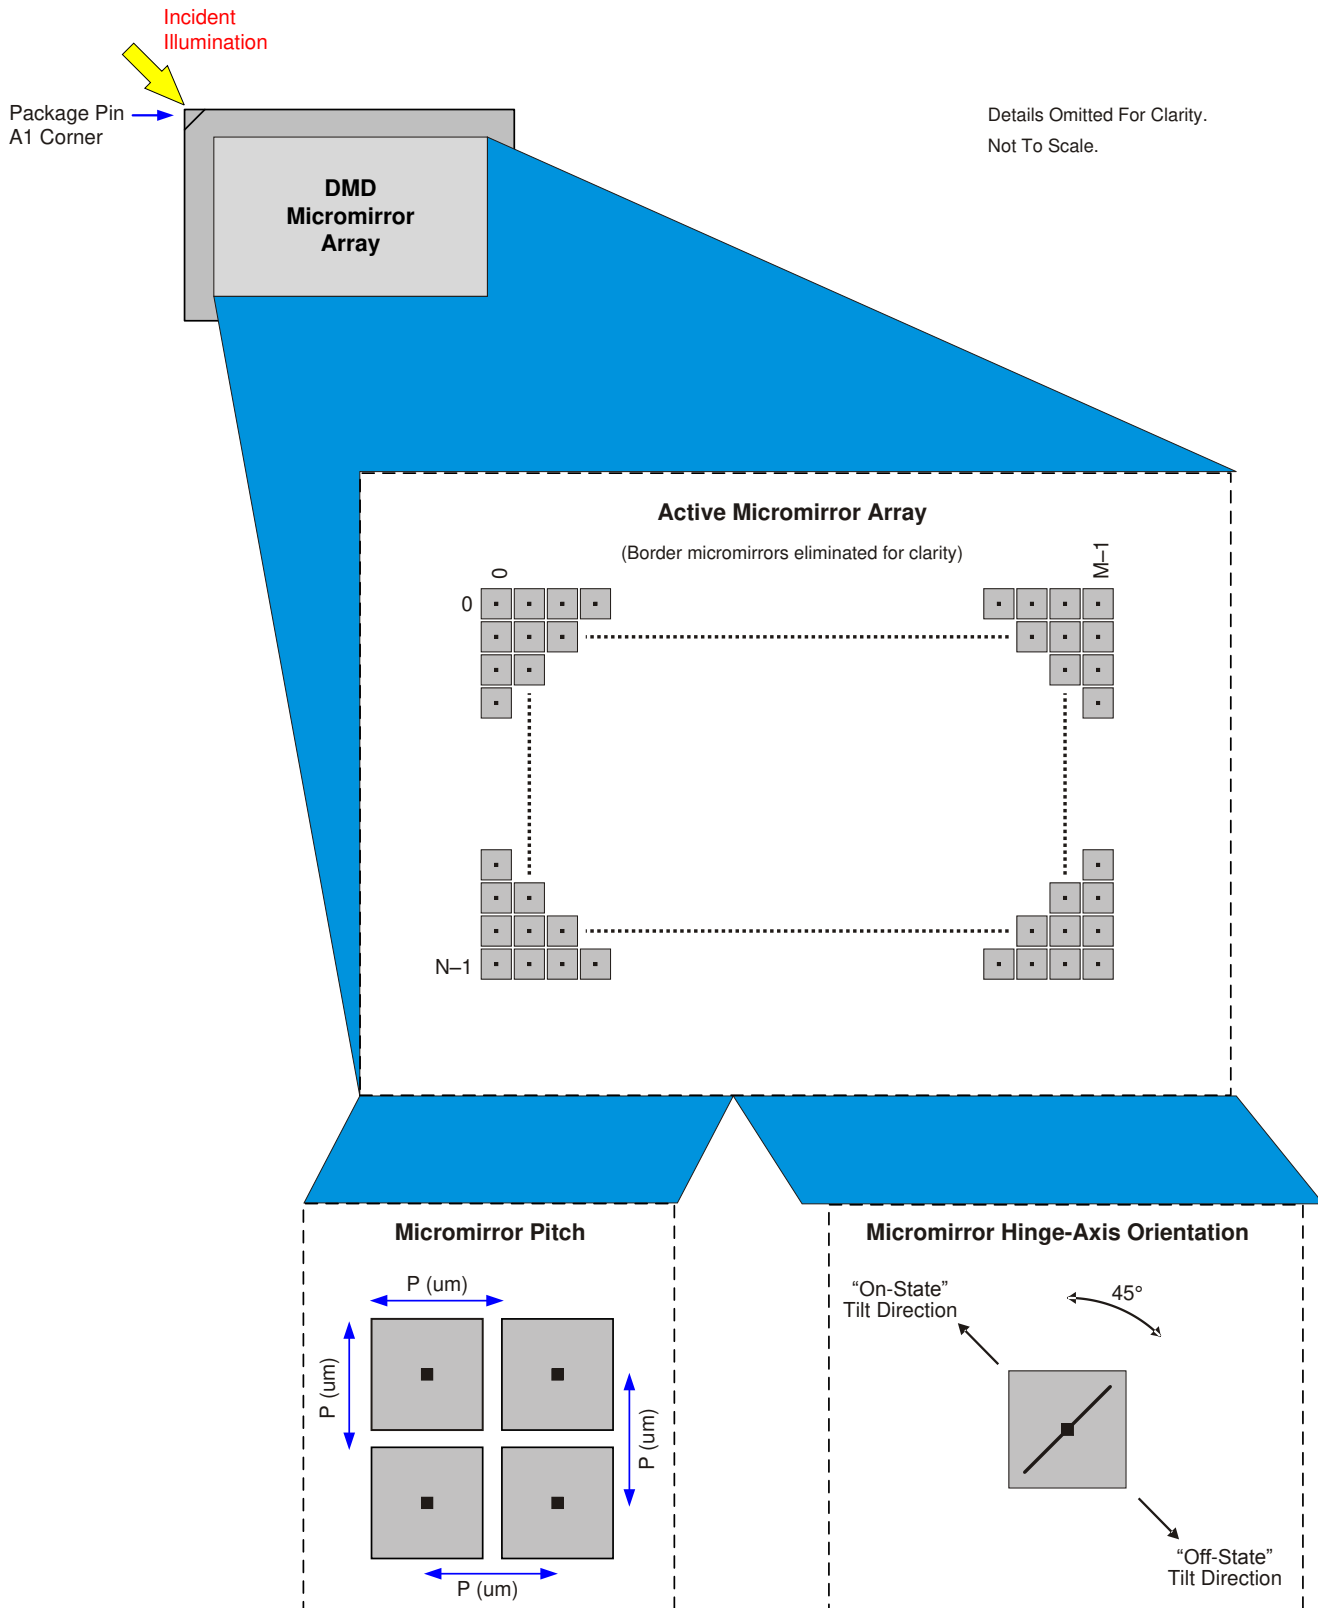 Incident
Illumination
Package Pin
A1 Corner
Details Omitted For Clarity.
Not To Scale.
DMD
Micromirror
Array
Active Micromirror Array
(Border micromirrors eliminated for clarity)
0
M–1
0
N–1
Micromirror Pitch
P (um)
P (um)
P (um)
P (um)
Micromirror Hinge-Axis Orientation
“On-State”
Tilt Direction
45°
“Off-State”
Tilt Direction